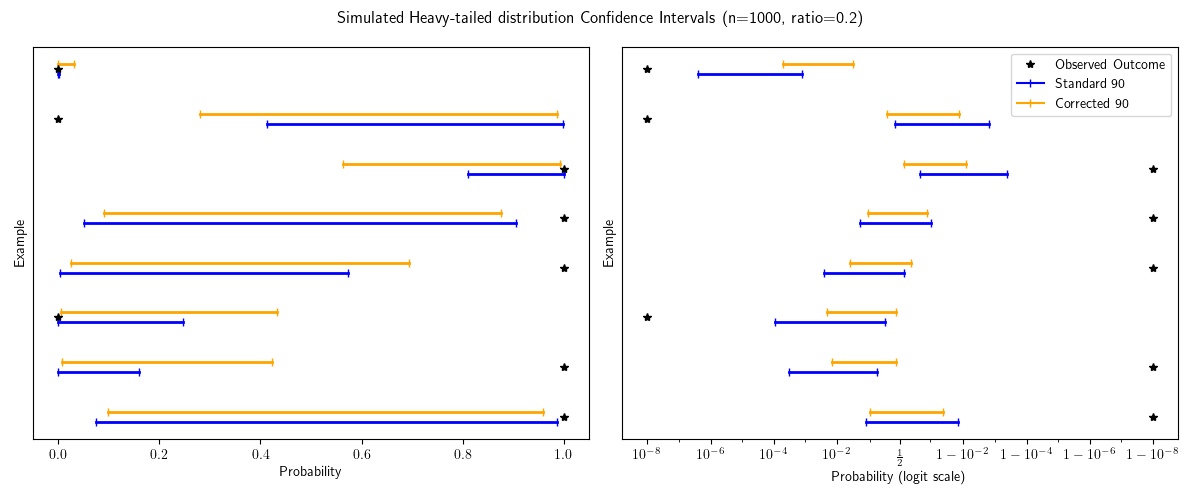 Simulated Heavy-tailed distribution Confidence Intervals (n=1000, ratio=0.2)
Example
0.0 0.2 0.4 0.6 0.8 1.0
Probability
Example
Observed Outcome
Standard 90
Corrected 90
10⁻⁸ 10⁻⁶ 10⁻⁴ 10⁻² 1/2 1 − 10⁻² 1 − 10⁻⁴ 1 − 10⁻⁶ 1 − 10⁻⁸
Probability (logit scale)